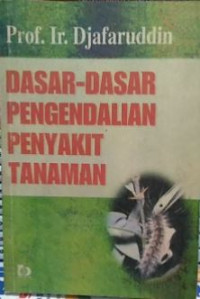 Prof. Ir. Djafaruddin
DASAR-DASAR
PENGENDALIAN
PENYAKIT
TANAMAN